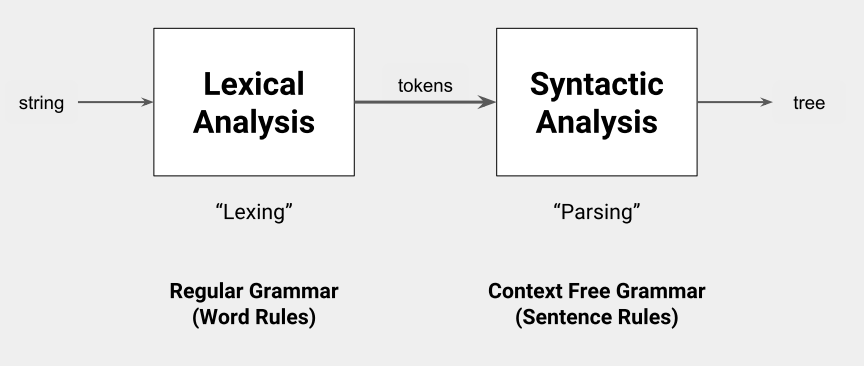 string
Lexical
Analysis
tokens
Syntactic
Analysis
tree
“Lexing”
“Parsing”
Regular Grammar
(Word Rules)
Context Free Grammar
(Sentence Rules)